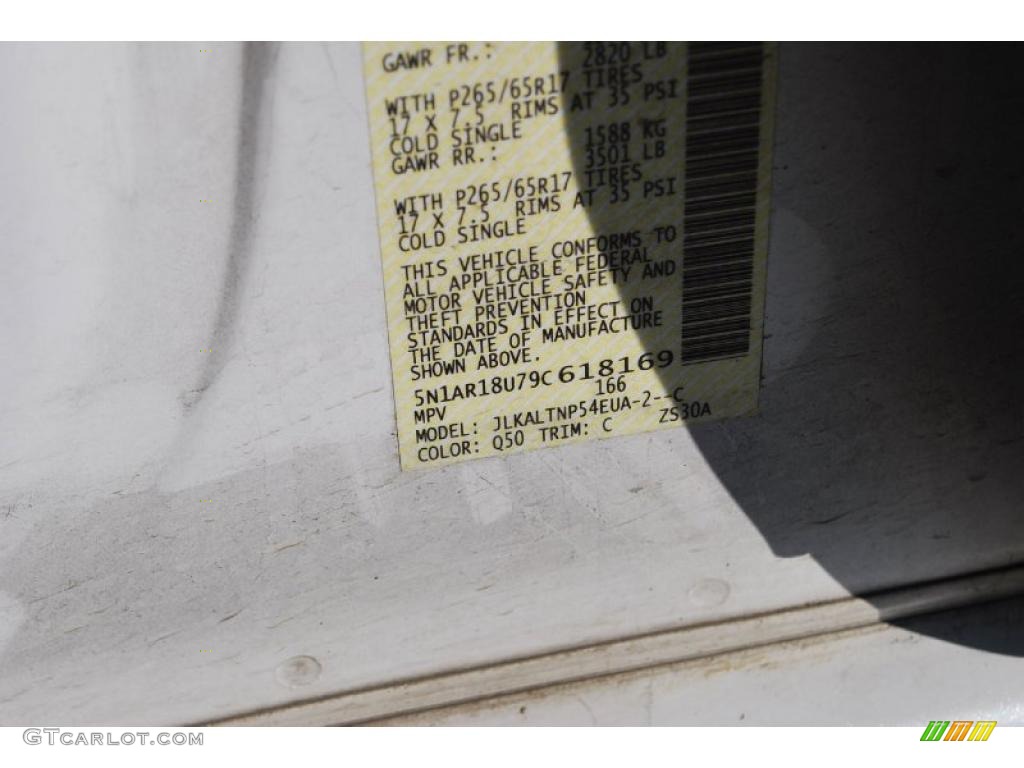 GAWR FR.: 2820 LB
WITH P265/65R17 TIRES
17 X 7.5 RIMS AT 35 PSI
COLD SINGLE 1588 KG
GAWR RR.: 3501 LB
WITH P265/65R17 TIRES
17 X 7.5 RIMS AT 35 PSI
COLD SINGLE
THIS VEHICLE CONFORMS TO
ALL APPLICABLE FEDERAL
MOTOR VEHICLE SAFETY AND
THEFT PREVENTION
STANDARDS IN EFFECT ON
THE DATE OF MANUFACTURE
SHOWN ABOVE.
5N1AR18U79C618169
MPV 166
MODEL: JLKALTNP54EUA-2--C
COLOR: Q50 TRIM: C ZS30A
GTCARLOT.COM